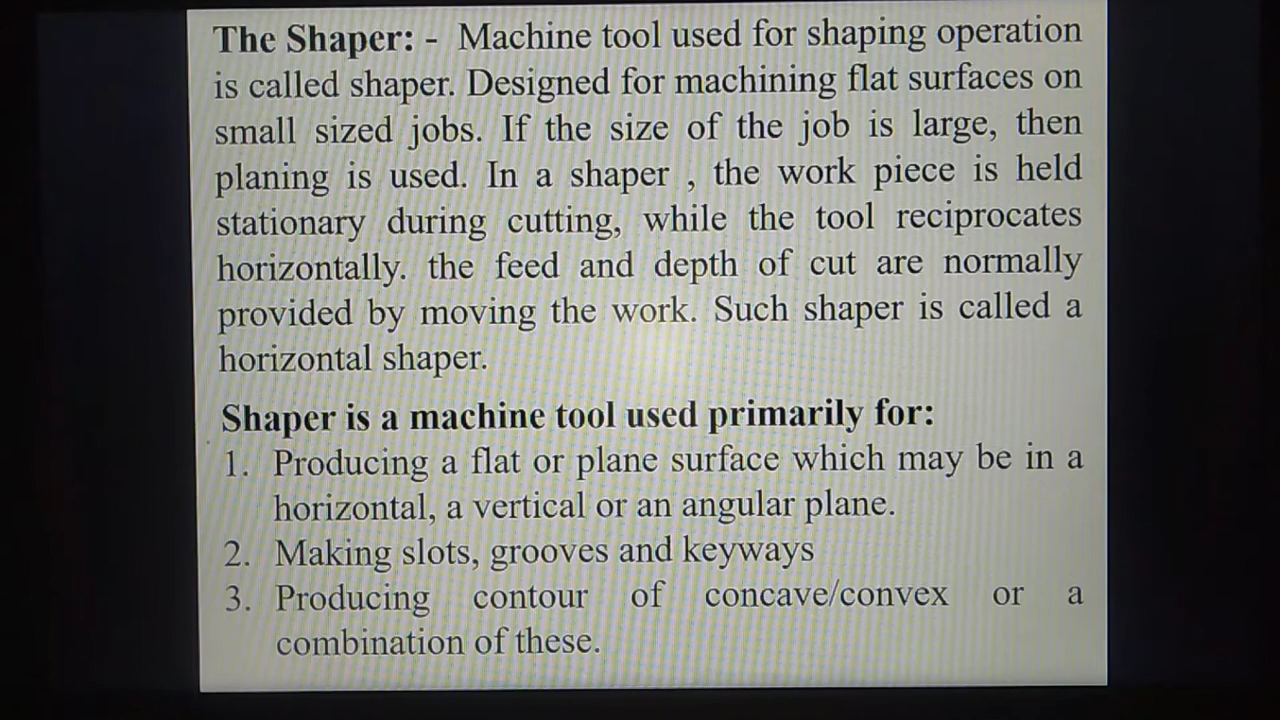 The Shaper: - Machine tool used for shaping operation
is called shaper. Designed for machining flat surfaces on
small sized jobs. If the size of the job is large, then
planing is used. In a shaper , the work piece is held
stationary during cutting, while the tool reciprocates
horizontally. the feed and depth of cut are normally
provided by moving the work. Such shaper is called a
horizontal shaper.
Shaper is a machine tool used primarily for:
1. Producing a flat or plane surface which may be in a
horizontal, a vertical or an angular plane.
2. Making slots, grooves and keyways
3. Producing contour of concave/convex or a
combination of these.